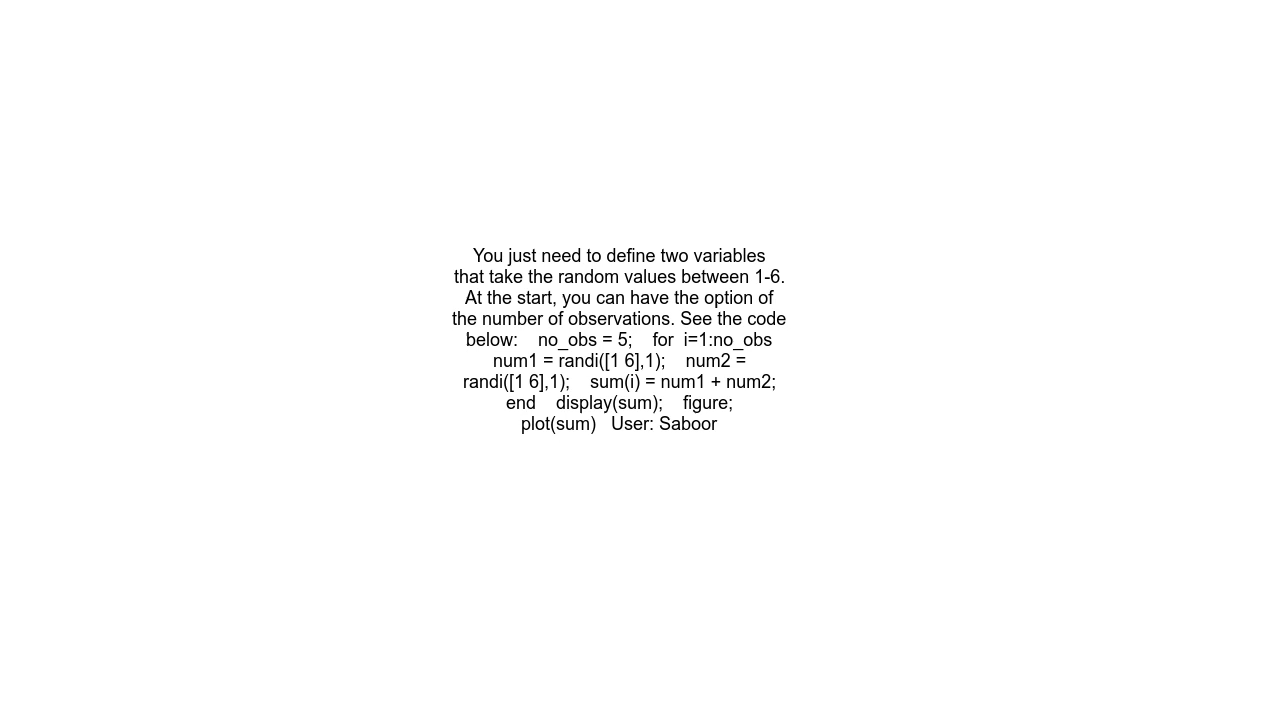 You just need to define two variables
that take the random values between 1-6.
At the start, you can have the option of
the number of observations. See the code
below:    no_obs = 5;    for  i=1:no_obs
num1 = randi([1 6],1);    num2 =
randi([1 6],1);    sum(i) = num1 + num2;
end    display(sum);    figure;
plot(sum)   User: Saboor